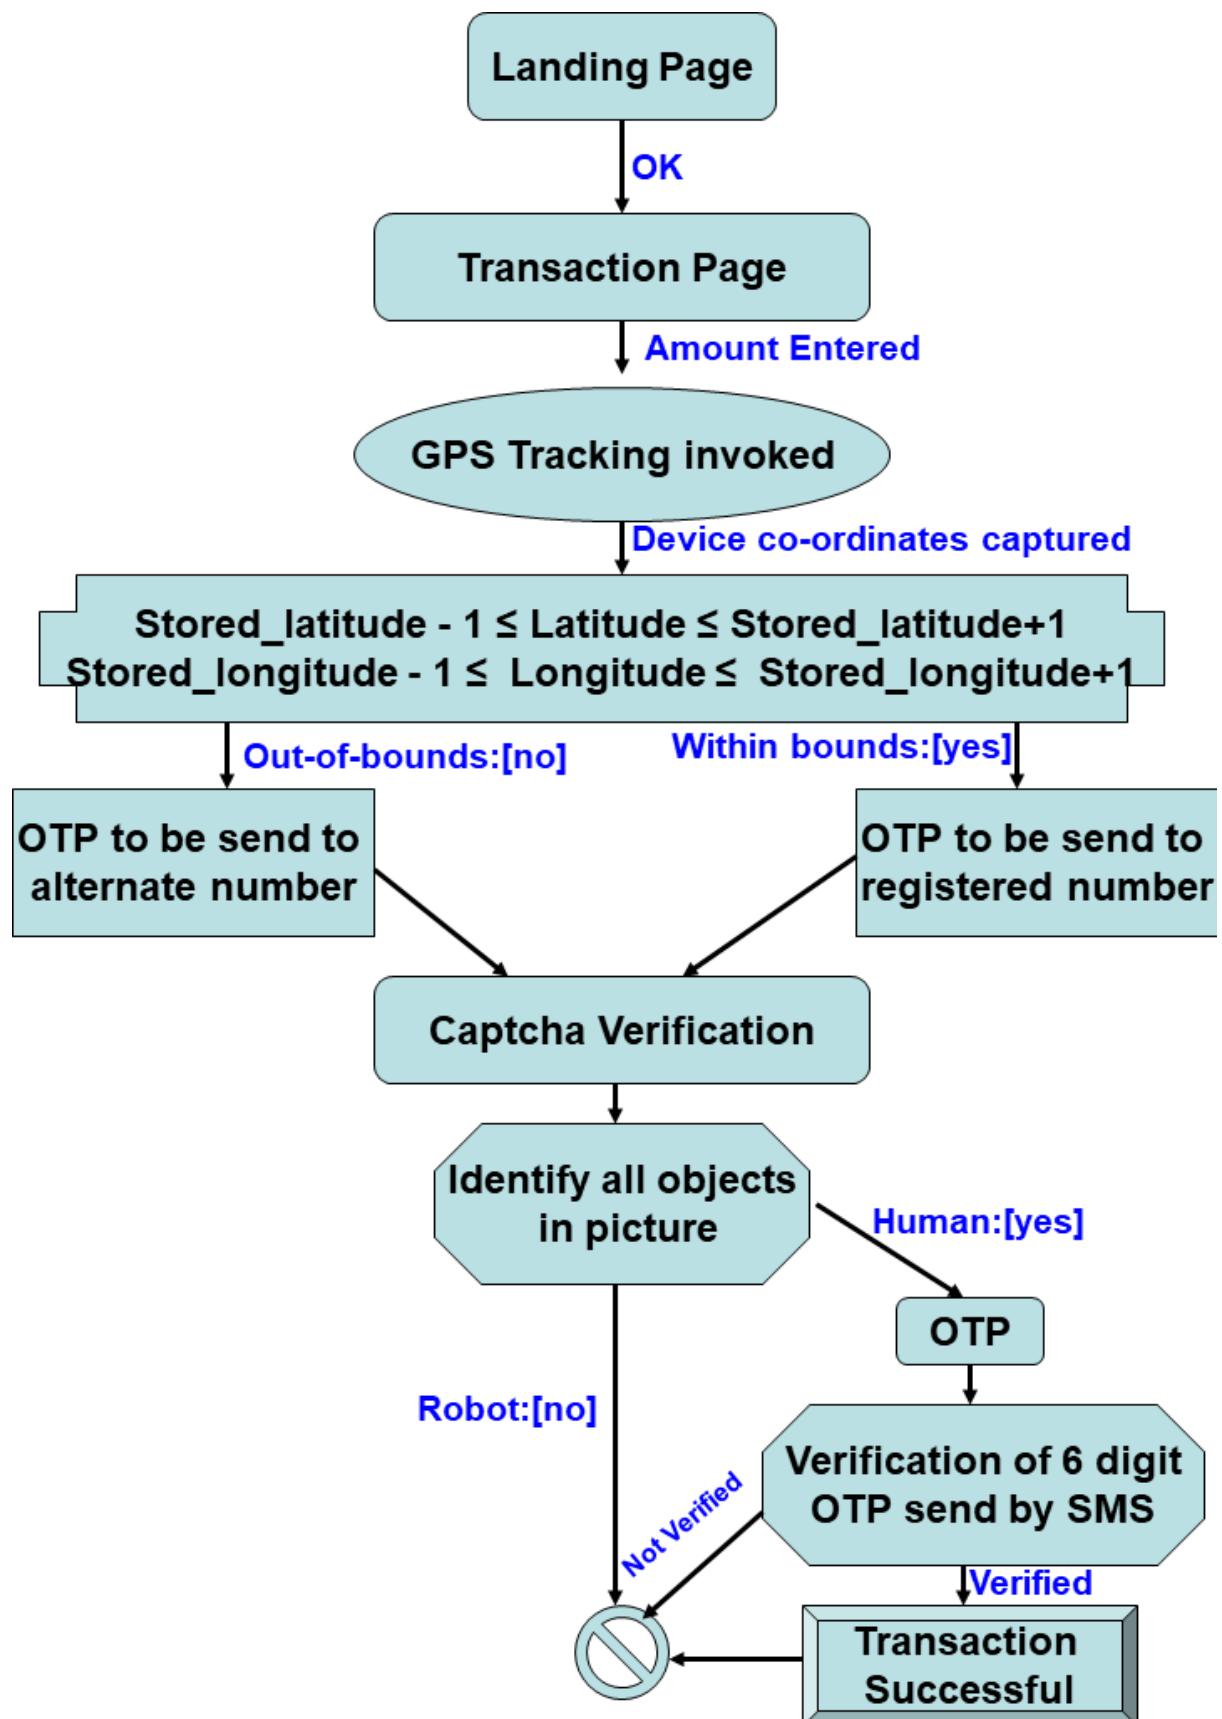 Landing Page
OK
Transaction Page
Amount Entered
GPS Tracking invoked
Device co-ordinates captured
Stored_latitude - 1 ≤ Latitude ≤ Stored_latitude+1
Stored_longitude - 1 ≤ Longitude ≤ Stored_longitude+1
Out-of-bounds:[no]
Within bounds:[yes]
OTP to be send to
alternate number
OTP to be send to
registered number
Captcha Verification
Identify all objects
in picture
Human:[yes]
OTP
Robot:[no]
Verification of 6 digit
OTP send by SMS
Not Verified
Verified
Transaction
Successful